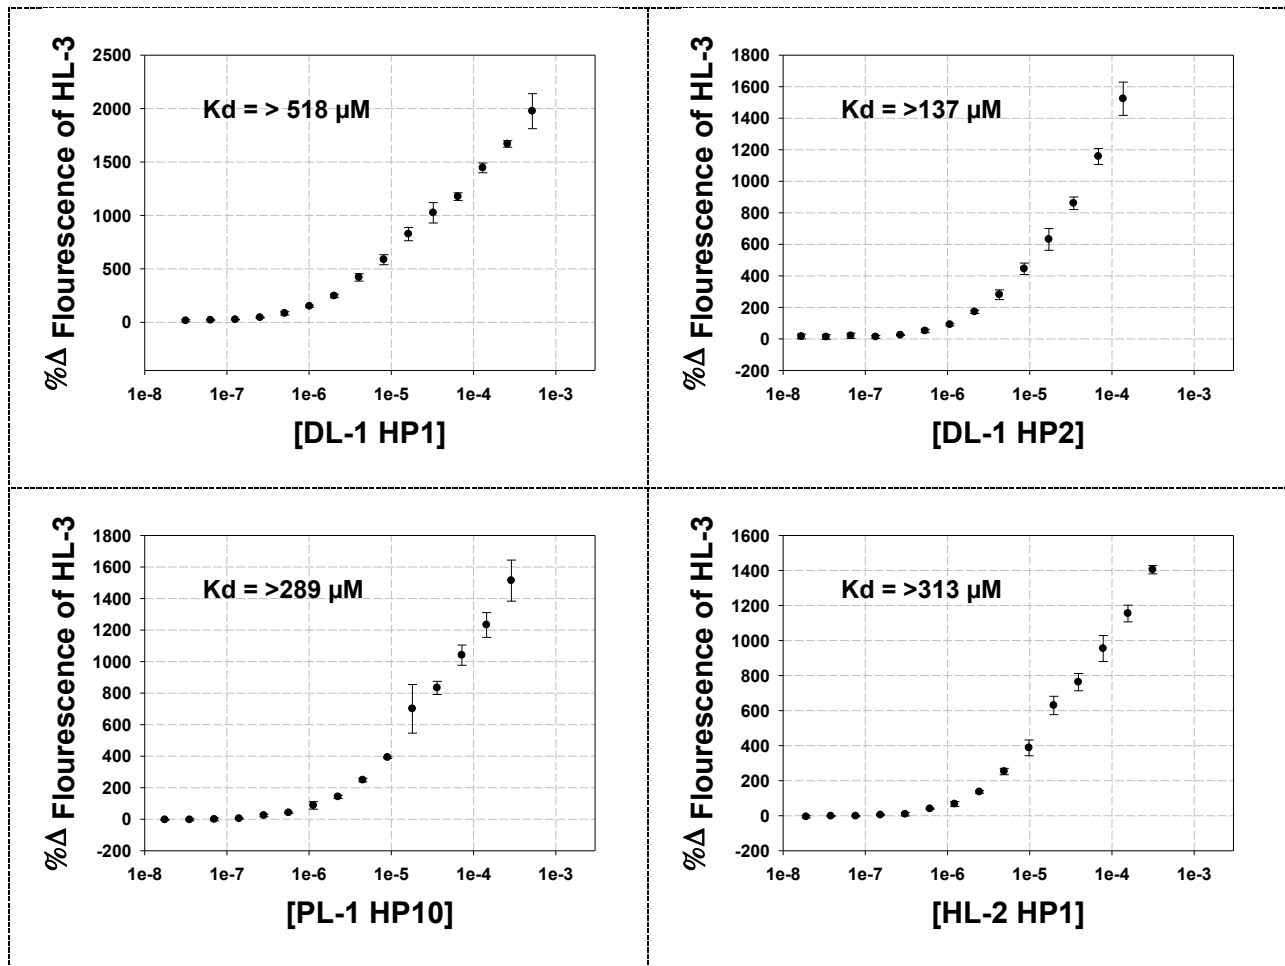 %Δ Flourescence of HL-3
2500
2000
1500
1000
500
0
Kd = > 518 µM
1e-8 1e-7 1e-6 1e-5 1e-4 1e-3
[DL-1 HP1]
%Δ Flourescence of HL-3
1800
1600
1400
1200
1000
800
600
400
200
0
-200
Kd = >137 µM
1e-8 1e-7 1e-6 1e-5 1e-4 1e-3
[DL-1 HP2]
%Δ Flourescence of HL-3
1800
1600
1400
1200
1000
800
600
400
200
0
-200
Kd = >289 µM
1e-8 1e-7 1e-6 1e-5 1e-4 1e-3
[PL-1 HP10]
%Δ Flourescence of HL-3
1600
1400
1200
1000
800
600
400
200
0
-200
Kd = >313 µM
1e-8 1e-7 1e-6 1e-5 1e-4 1e-3
[HL-2 HP1]